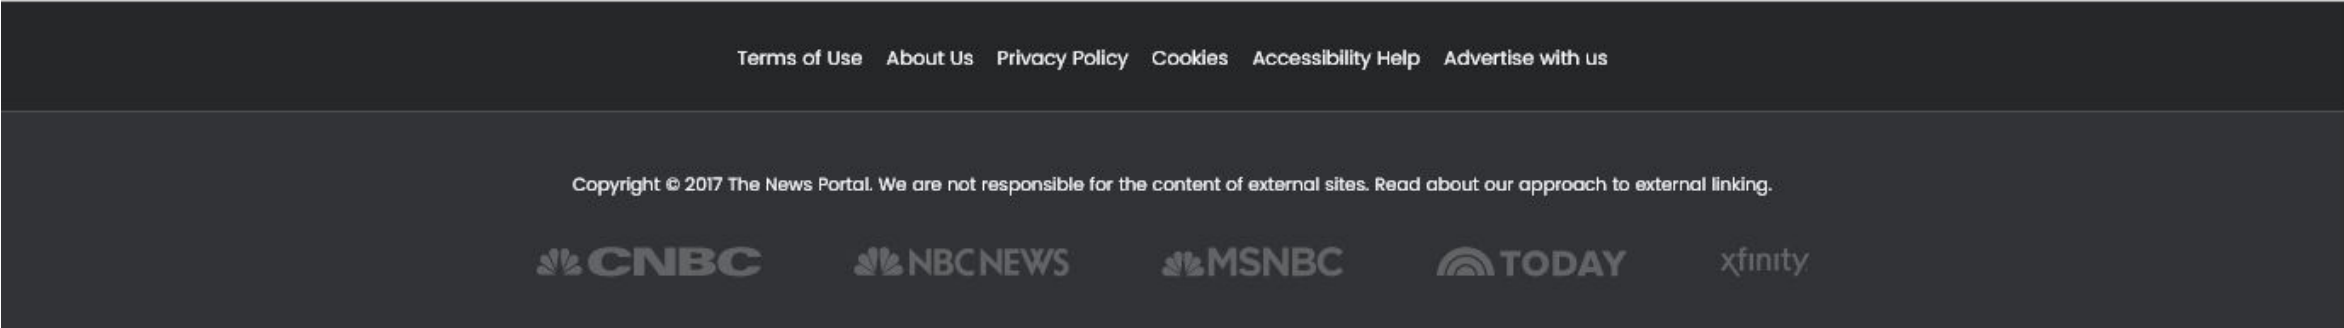 Terms of Use About Us Privacy Policy Cookies Accessibility Help Advertise with us
Copyright © 2017 The News Portal. We are not responsible for the content of external sites. Read about our approach to external linking.
CNBC NBC NEWS MSNBC TODAY xfinity